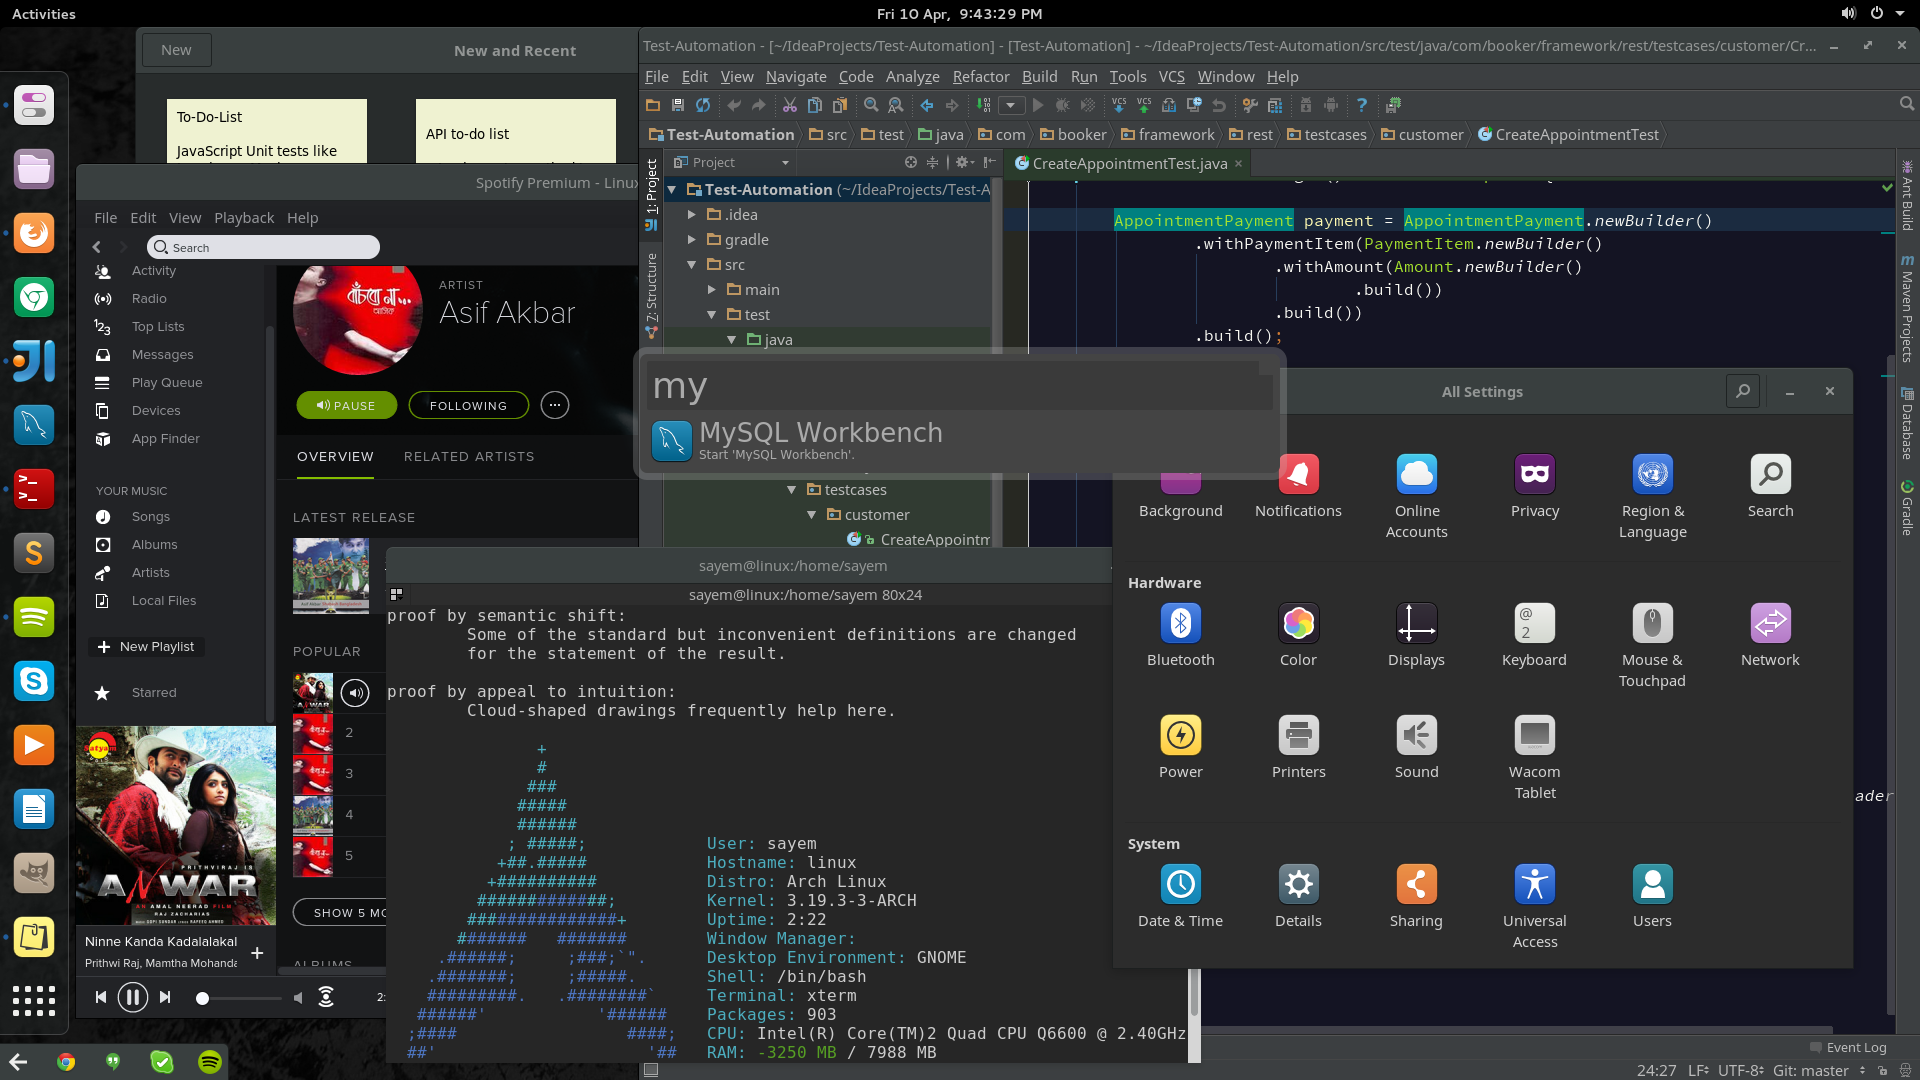 Activities
Fri 10 Apr,  9:43:29 PM
New
New and Recent
To-Do-List
JavaScript Unit tests like
API to-do list
Test-Automation - [~/IdeaProjects/Test-Automation] - [Test-Automation] - ~/IdeaProjects/Test-Automation/src/test/java/com/booker/framework/rest/testcases/customer/Cr...
File Edit View Navigate Code Analyze Refactor Build Run Tools VCS Window Help
VCS VCS
Test-Automation src test java com booker framework rest testcases customer CreateAppointmentTest
1: Project
7: Structure
Project
Test-Automation (~/IdeaProjects/Test-A
.idea
gradle
src
main
test
java
testcases
customer
CreateAppointm
CreateAppointmentTest.java
AppointmentPayment payment = AppointmentPayment.newBuilder()
.withPaymentItem(PaymentItem.newBuilder()
.withAmount(Amount.newBuilder()
.build())
.build())
.build();
ader
Ant Build
Maven Projects
Database
Gradle
Spotify Premium - Linux
File Edit View Playback Help
Search
Activity
Radio
Top Lists
Messages
Play Queue
Devices
App Finder
YOUR MUSIC
Songs
Albums
Artists
Local Files
New Playlist
Starred
ARTIST
Asif Akbar
PAUSE
FOLLOWING
OVERVIEW
RELATED ARTISTS
LATEST RELEASE
POPULAR
2
3
4
5
SHOW 5 MO
ALBUMS
PRITHVIRAJ IS
ANWAR
AN AMAL NEERAD FILM
RAJ ZACHARIAS
Ninne Kanda Kadalalakal
Prithwi Raj, Mamtha Mohanda
2:
my
MySQL Workbench
Start 'MySQL Workbench'.
All Settings
Background
Notifications
Online Accounts
Privacy
Region & Language
Search
Hardware
Bluetooth
Color
Displays
Keyboard
Mouse & Touchpad
Network
Power
Printers
Sound
Wacom Tablet
System
Date & Time
Details
Sharing
Universal Access
Users
sayem@linux:/home/sayem
sayem@linux:/home/sayem 80x24
proof by semantic shift:
Some of the standard but inconvenient definitions are changed
for the statement of the result.
proof by appeal to intuition:
Cloud-shaped drawings frequently help here.
+
#
###
#####
######
; #####;
+##.#####
+##########
#############;
###############+
#######   #######
.######;     ;###;`".
.#######;     ;#####.
#########.   .########`
######'           '######
;####                 ####;
##'                     '##
User: sayem
Hostname: linux
Distro: Arch Linux
Kernel: 3.19.3-3-ARCH
Uptime: 2:22
Window Manager:
Desktop Environment: GNOME
Shell: /bin/bash
Terminal: xterm
Packages: 903
CPU: Intel(R) Core(TM)2 Quad CPU Q6600 @ 2.40GHz
RAM: -3250 MB / 7988 MB
Event Log
24:27 LF UTF-8 Git: master